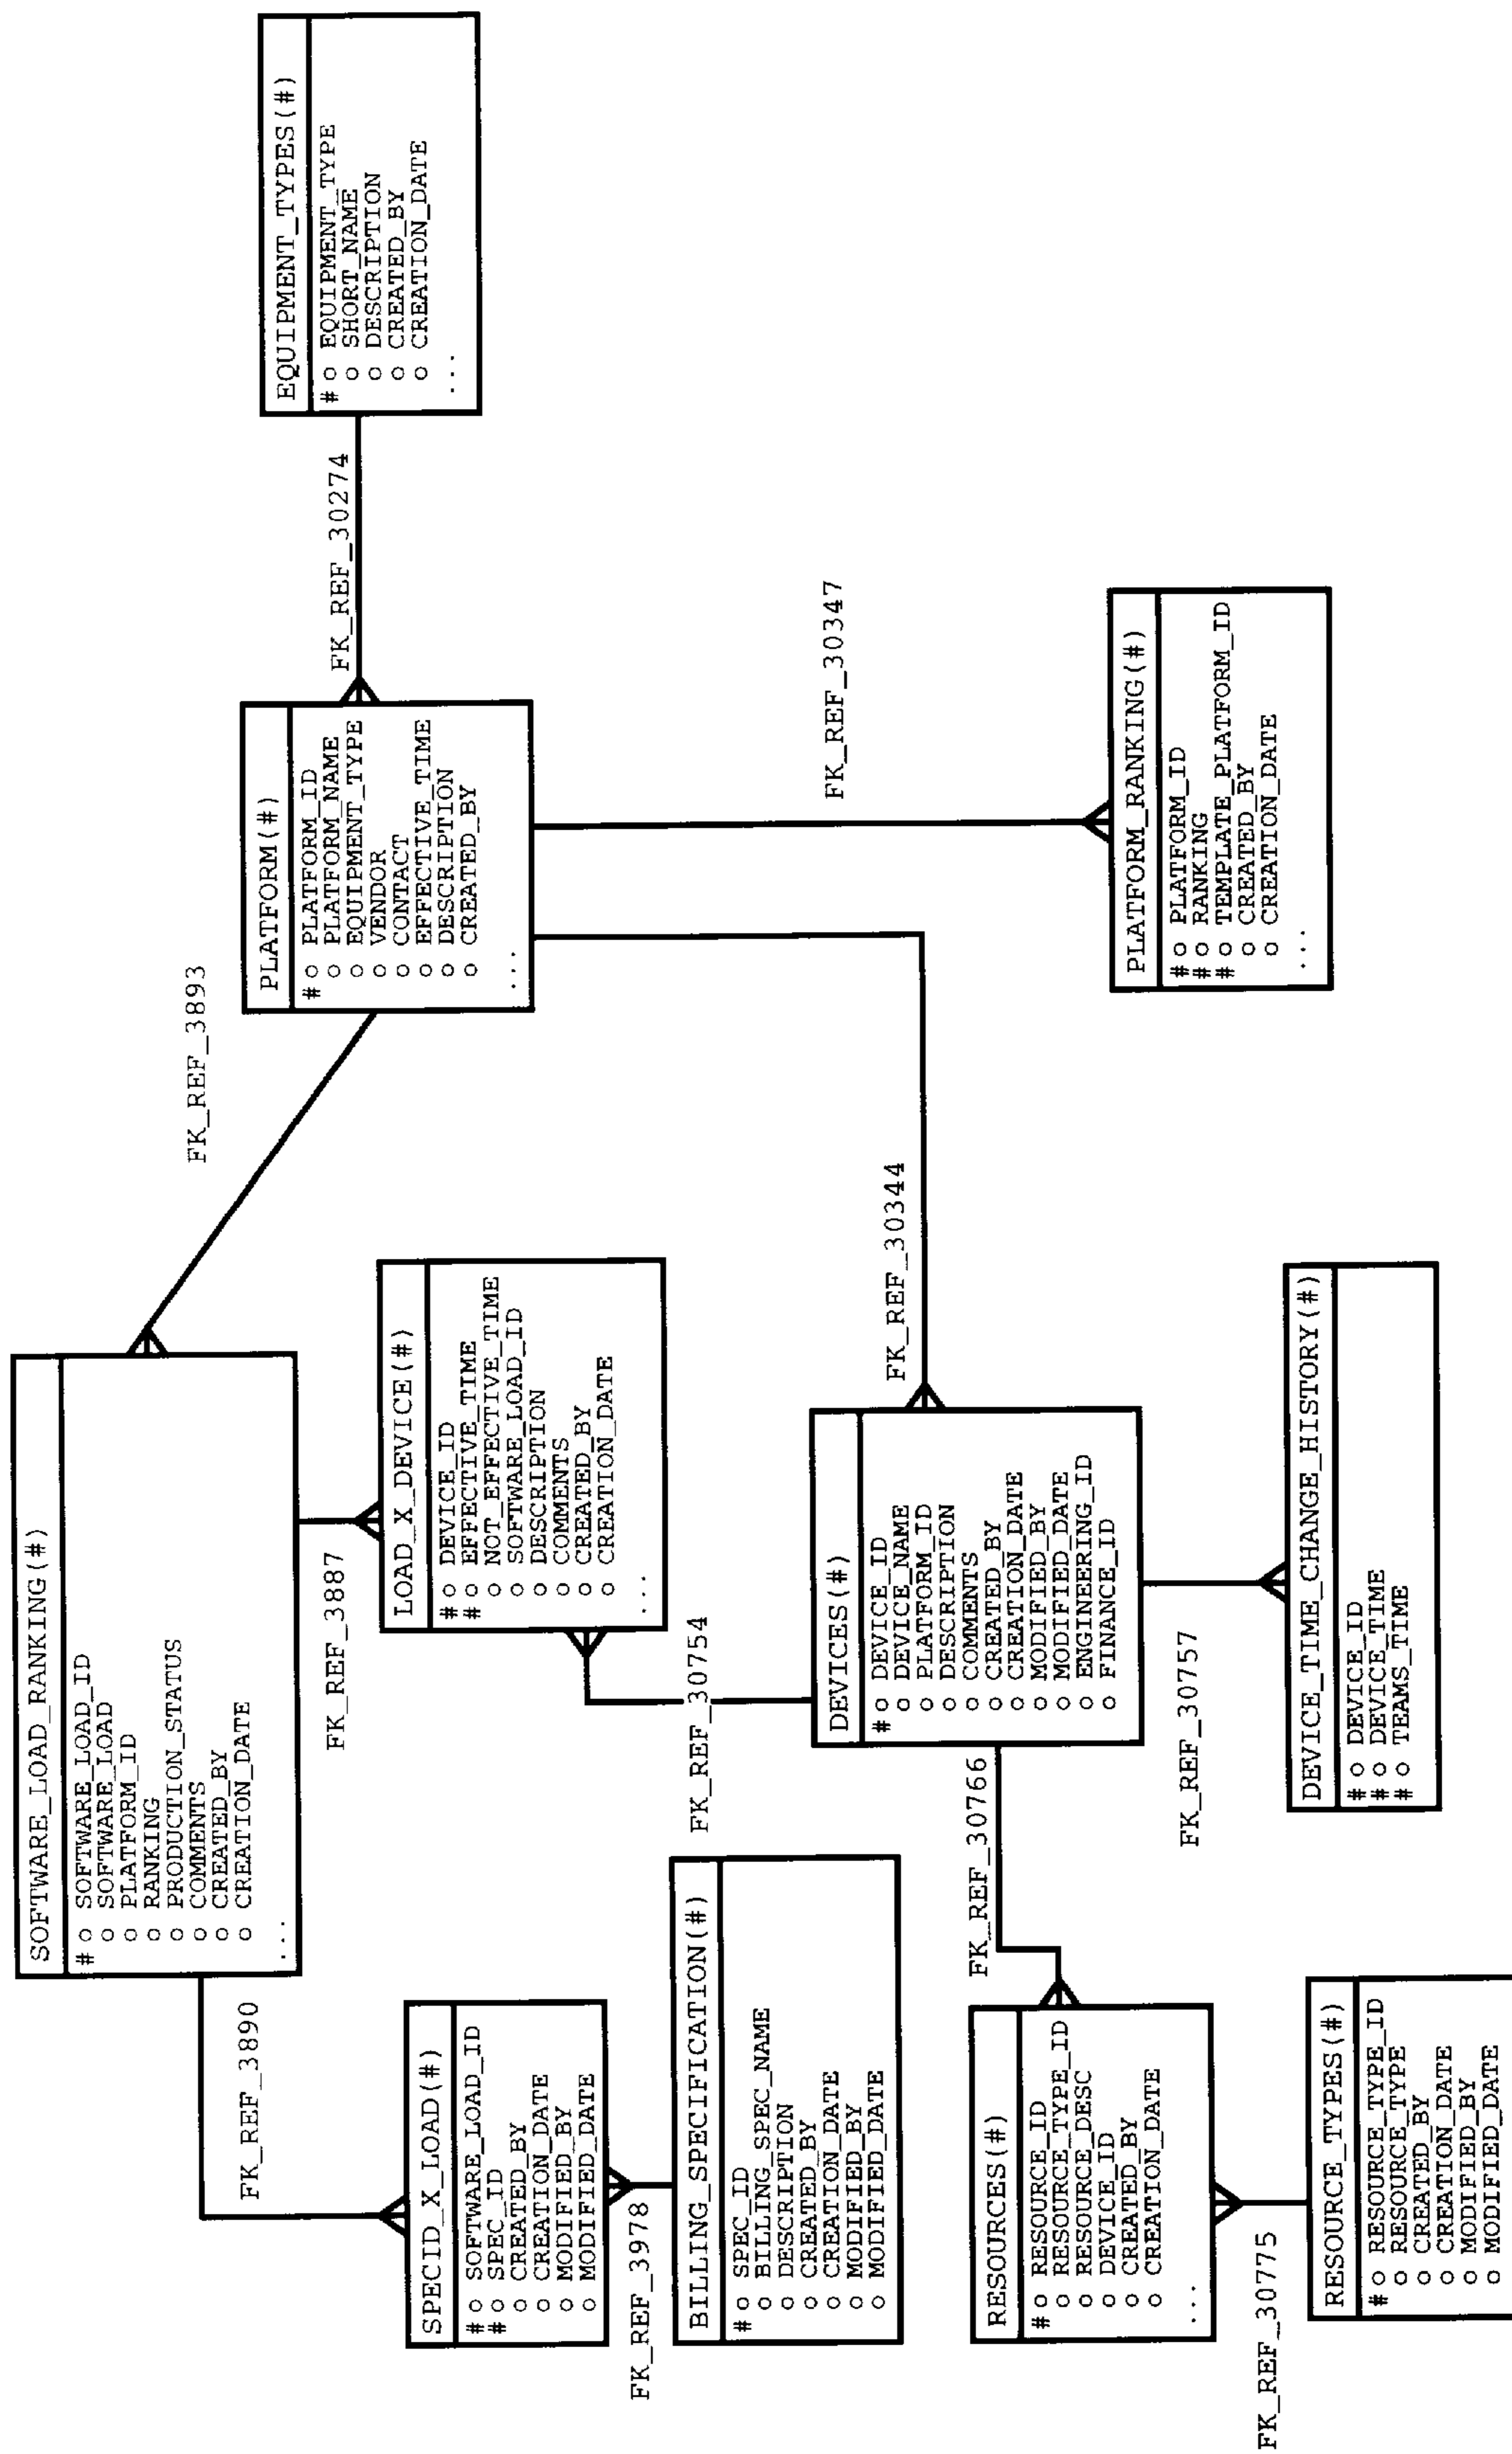 SOFTWARE_LOAD_RANKING(#)
# o SOFTWARE_LOAD_ID
o SOFTWARE_LOAD
o PLATFORM_ID
o RANKING
o PRODUCTION_STATUS
o COMMENTS
o CREATED_BY
o CREATION_DATE
...
FK_REF_3893
FK_REF_3890
FK_REF_3887
SPECID_X_LOAD(#)
# o SOFTWARE_LOAD_ID
# o SPEC_ID
o CREATED_BY
o CREATION_DATE
o MODIFIED_BY
o MODIFIED_DATE
LOAD_X_DEVICE(#)
# o DEVICE_ID
# o EFFECTIVE_TIME
o NOT_EFFECTIVE_TIME
o SOFTWARE_LOAD_ID
o DESCRIPTION
o COMMENTS
o CREATED_BY
o CREATION_DATE
...
PLATFORM(#)
# o PLATFORM_ID
o PLATFORM_NAME
o EQUIPMENT_TYPE
o VENDOR
o CONTACT
o EFFECTIVE_TIME
o DESCRIPTION
o CREATED_BY
...
FK_REF_30274
EQUIPMENT_TYPES(#)
# o EQUIPMENT_TYPE
o SHORT_NAME
o DESCRIPTION
o CREATED_BY
o CREATION_DATE
...
FK_REF_3978
FK_REF_30754
BILLING_SPECIFICATION(#)
# o SPEC_ID
o BILLING_SPEC_NAME
o DESCRIPTION
o CREATED_BY
o CREATION_DATE
o MODIFIED_BY
o MODIFIED_DATE
DEVICES(#)
# o DEVICE_ID
o DEVICE_NAME
o PLATFORM_ID
o DESCRIPTION
o COMMENTS
o CREATED_BY
o CREATION_DATE
o MODIFIED_BY
o MODIFIED_DATE
o ENGINEERING_ID
o FINANCE_ID
FK_REF_30344
FK_REF_30347
FK_REF_30766
RESOURCES(#)
# o RESOURCE_ID
o RESOURCE_TYPE_ID
o RESOURCE_DESC
o DEVICE_ID
o CREATED_BY
o CREATION_DATE
...
FK_REF_30757
PLATFORM_RANKING(#)
# o PLATFORM_ID
# o RANKING
# o TEMPLATE_PLATFORM_ID
o CREATED_BY
o CREATION_DATE
...
FK_REF_30775
RESOURCE_TYPES(#)
# o RESOURCE_TYPE_ID
o RESOURCE_TYPE
o CREATED_BY
o CREATION_DATE
o MODIFIED_BY
o MODIFIED_DATE
DEVICE_TIME_CHANGE_HISTORY(#)
# o DEVICE_ID
# o DEVICE_TIME
# o TEAMS_TIME